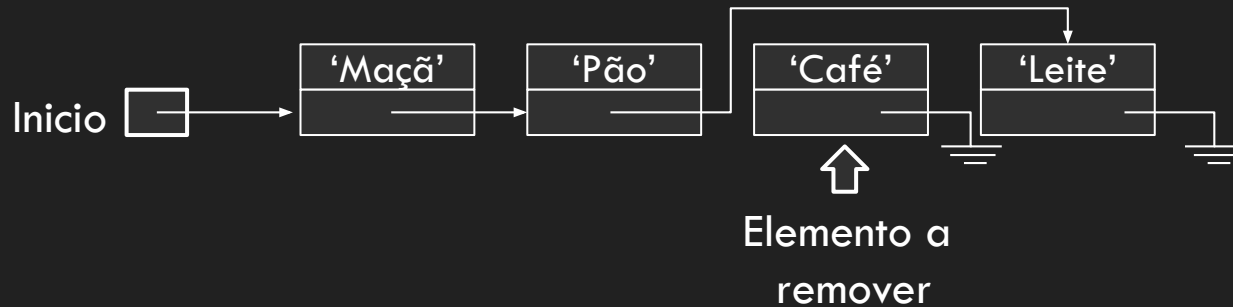 ‘Maçã’
‘Pão’
‘Café’
‘Leite’
Inicio
Elemento a
remover